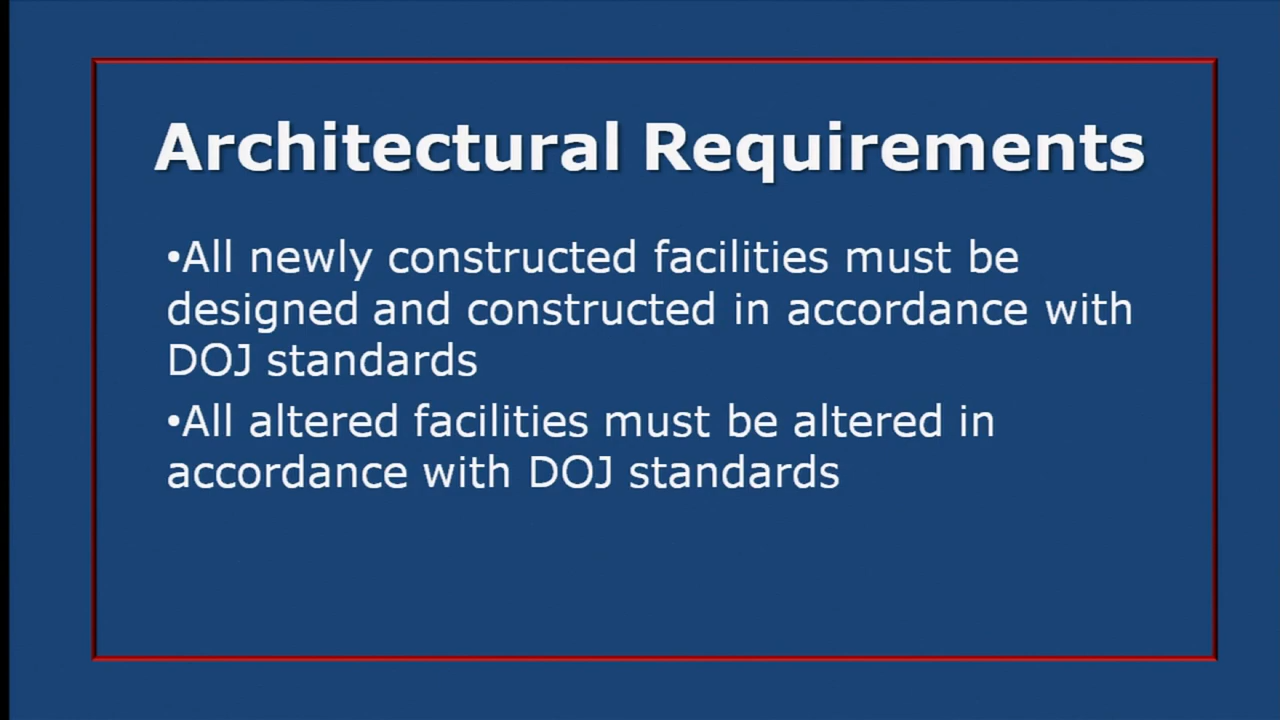 Architectural Requirements
•All newly constructed facilities must be
designed and constructed in accordance with
DOJ standards
•All altered facilities must be altered in
accordance with DOJ standards